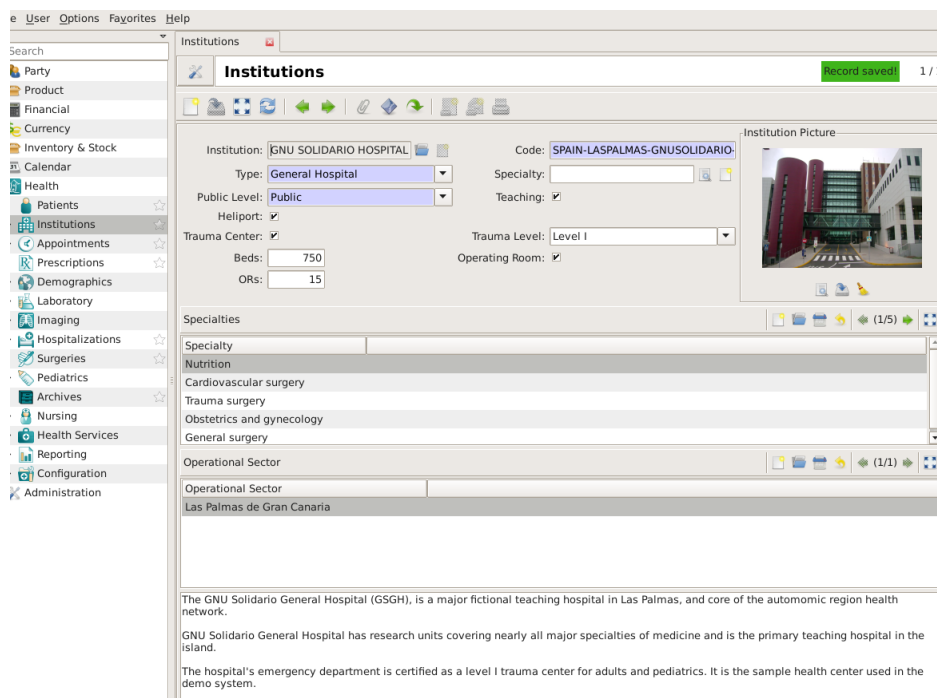 e User Options Favorites Help
Search
Party
Product
Financial
Currency
Inventory & Stock
Calendar
Health
Patients
Institutions
Appointments
Prescriptions
Demographics
Laboratory
Imaging
Hospitalizations
Surgeries
Pediatrics
Archives
Nursing
Health Services
Reporting
Configuration
Administration
Institutions
Institutions
Record saved!
1 /
Institution: GNU SOLIDARIO HOSPITAL
Code: SPAIN-LASPALMAS-GNUSOLIDARIO-
Type: General Hospital
Specialty:
Public Level: Public
Teaching:
Heliport:
Trauma Center:
Trauma Level: Level I
Beds: 750
Operating Room:
ORs: 15
Institution Picture
Specialties
(1/5)
Specialty
Nutrition
Cardiovascular surgery
Trauma surgery
Obstetrics and gynecology
General surgery
Operational Sector
(1/1)
Operational Sector
Las Palmas de Gran Canaria
The GNU Solidario General Hospital (GSGH), is a major fictional teaching hospital in Las Palmas, and core of the automomic region health
network.
GNU Solidario General Hospital has research units covering nearly all major specialties of medicine and is the primary teaching hospital in the
island.
The hospital's emergency department is certified as a level I trauma center for adults and pediatrics. It is the sample health center used in the
demo system.